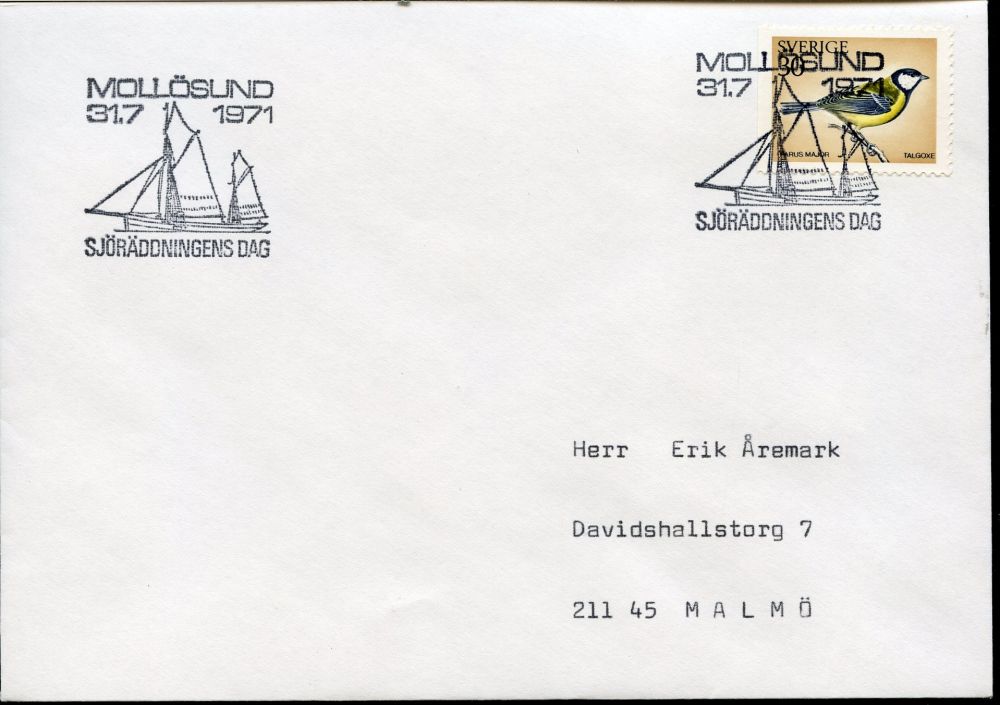 MOLLÖSUND
31.7 1971
SJÖRÄDDNINGENS DAG
MOLLÖSUND
31.7 1971
SJÖRÄDDNINGENS DAG
SVERIGE
30
PARUS MAJOR TALGOXE
Herr Erik Åremark
Davidshallstorg 7
211 45 M A L M Ö